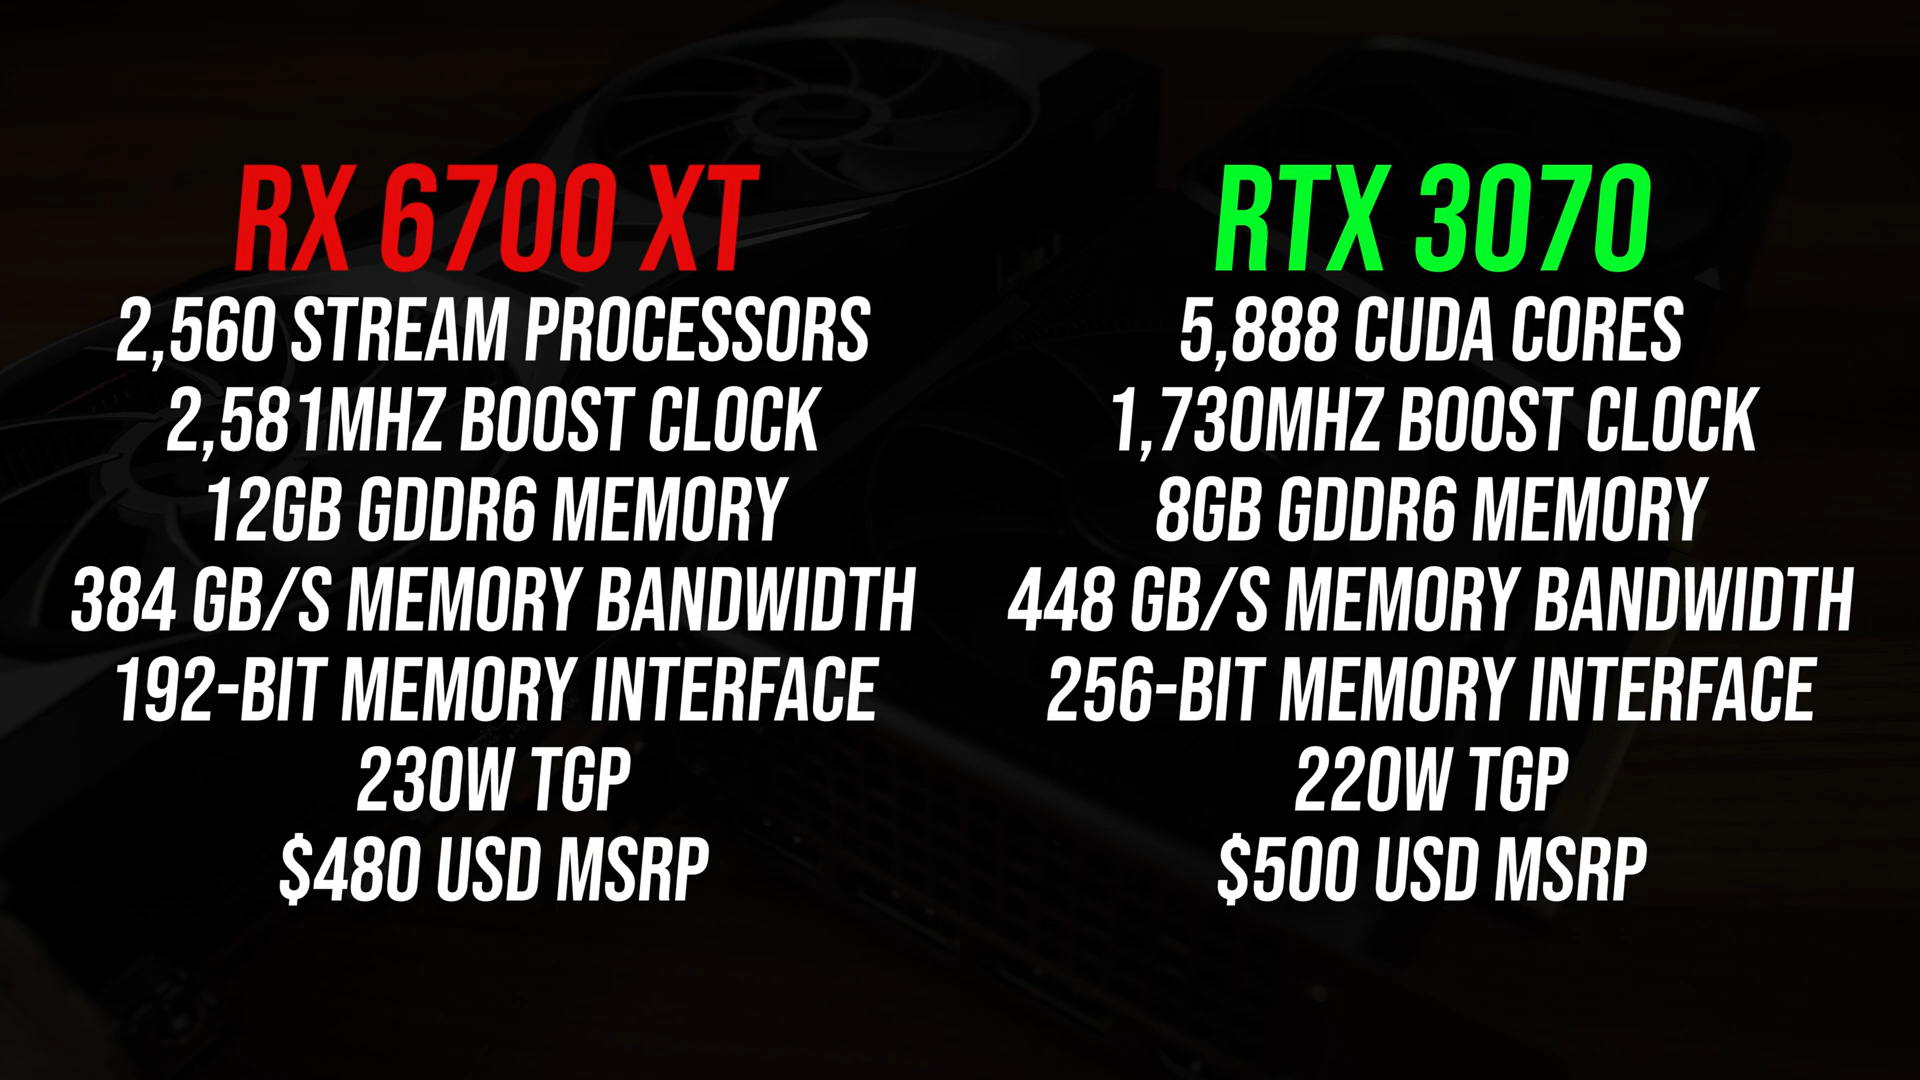 RX 6700 XT
2,560 STREAM PROCESSORS
2,581MHZ BOOST CLOCK
12GB GDDR6 MEMORY
384 GB/S MEMORY BANDWIDTH
192-BIT MEMORY INTERFACE
230W TGP
$480 USD MSRP
RTX 3070
5,888 CUDA CORES
1,730MHZ BOOST CLOCK
8GB GDDR6 MEMORY
448 GB/S MEMORY BANDWIDTH
256-BIT MEMORY INTERFACE
220W TGP
$500 USD MSRP